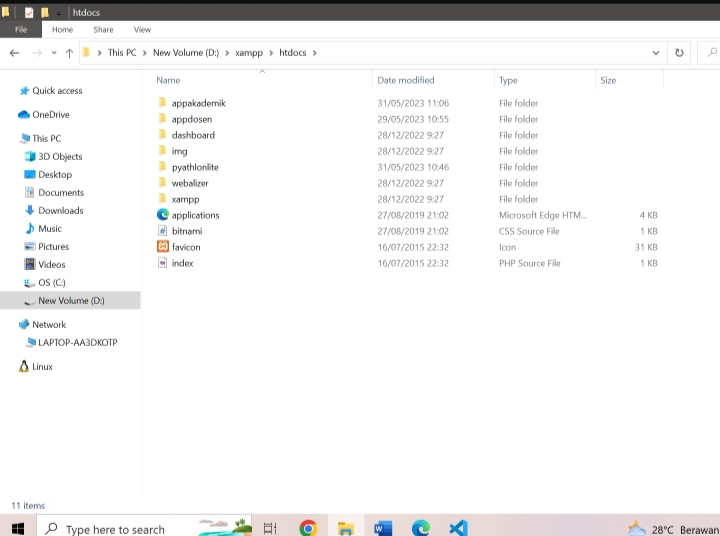 htdocs
File Home Share View
This PC New Volume (D:) xampp htdocs
Name Date modified Type Size
Quick access
OneDrive
This PC
3D Objects
Desktop
Documents
Downloads
Music
Pictures
Videos
OS (C:)
New Volume (D:)
Network
LAPTOP-AA3DKOTP
Linux
appakademik 31/05/2023 11:06 File folder
appdosen 29/05/2023 10:55 File folder
dashboard 28/12/2022 9:27 File folder
img 28/12/2022 9:27 File folder
pyathlonlite 31/05/2023 10:46 File folder
webalizer 28/12/2022 9:27 File folder
xampp 28/12/2022 9:27 File folder
applications 27/08/2019 21:02 Microsoft Edge HTM... 4 KB
bitnami 27/08/2019 21:02 CSS Source File 1 KB
favicon 16/07/2015 22:32 Icon 31 KB
index 16/07/2015 22:32 PHP Source File 1 KB
11 items
Type here to search
28°C Berawan